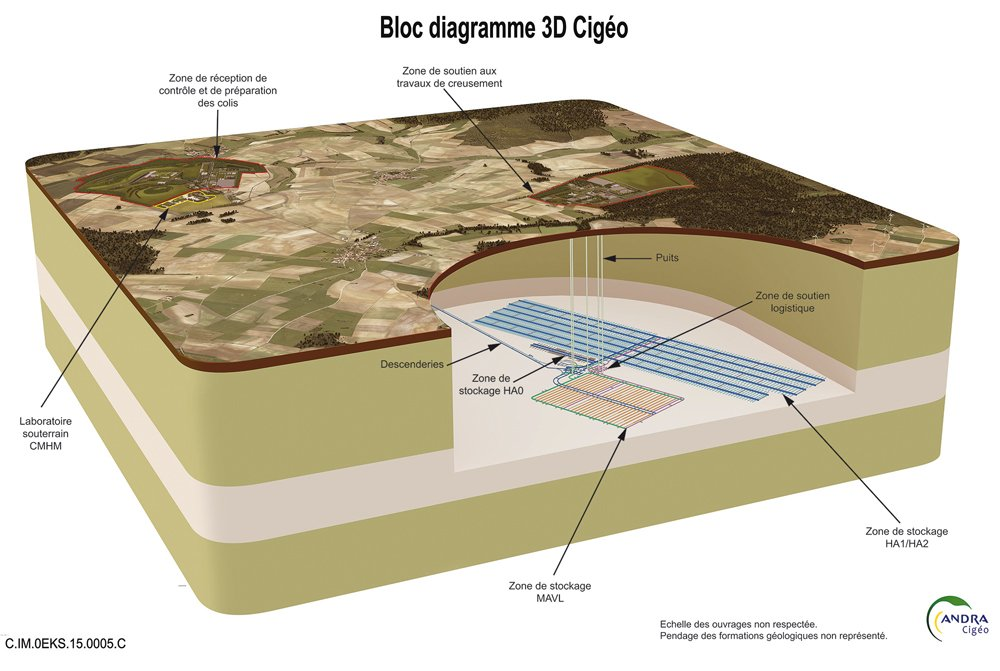 Bloc diagramme 3D Cigéo
Zone de réception de
contrôle et de préparation
des colis
Zone de soutien aux
travaux de creusement
Puits
Zone de soutien
logistique
Descenderies
Zone de
stockage HA0
Laboratoire
souterrain
CMHM
Zone de stockage
HA1/HA2
Zone de stockage
MAVL
Echelle des ouvrages non respectée.
Pendage des formations géologiques non représenté.
ANDRA
Cigéo
C.IM.0EKS.15.0005.C